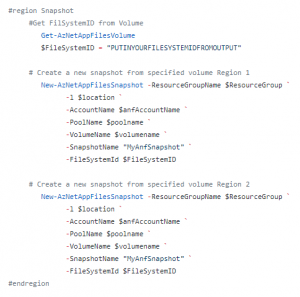 #region Snapshot
#Get FilSystemID from Volume
Get-AzNetAppFilesVolume
$FileSystemID = "PUTINYOURFILESYSTEMIDFROMOUTPUT"
# Create a new snapshot from specified volume Region 1
New-AzNetAppFilesSnapshot -ResourceGroupName $ResourceGroup `
-l $location `
-AccountName $anfAccountName `
-PoolName $poolname `
-VolumeName $volumename `
-SnapshotName "MyAnfSnapshot" `
-FileSystemId $FileSystemID
# Create a new snapshot from specified volume Region 2
New-AzNetAppFilesSnapshot -ResourceGroupName $ResourceGroup `
-l $location `
-AccountName $anfAccountName `
-PoolName $poolname `
-VolumeName $volumename `
-SnapshotName "MyAnfSnapshot" `
-FileSystemId $FileSystemID
#endregion